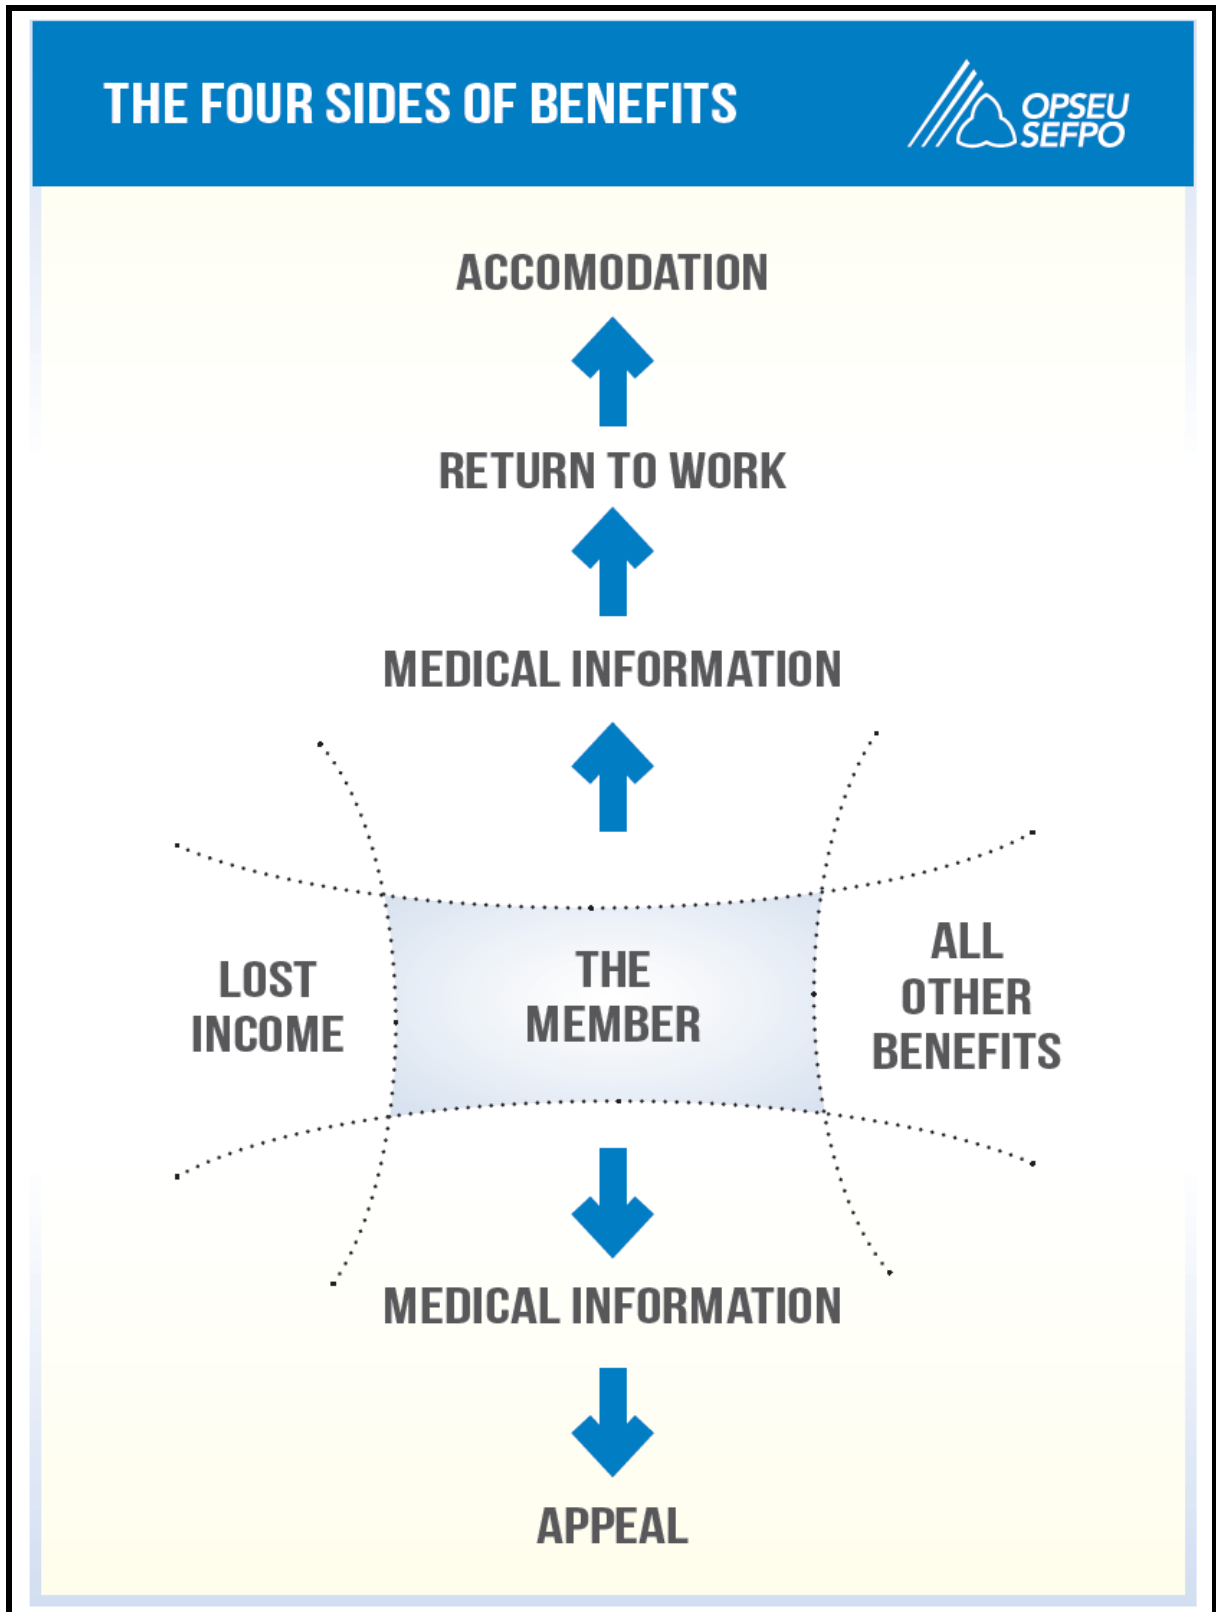 THE FOUR SIDES OF BENEFITS
OPSEU
SEFPO
ACCOMODATION
RETURN TO WORK
MEDICAL INFORMATION
LOST
INCOME
THE
MEMBER
ALL
OTHER
BENEFITS
MEDICAL INFORMATION
APPEAL